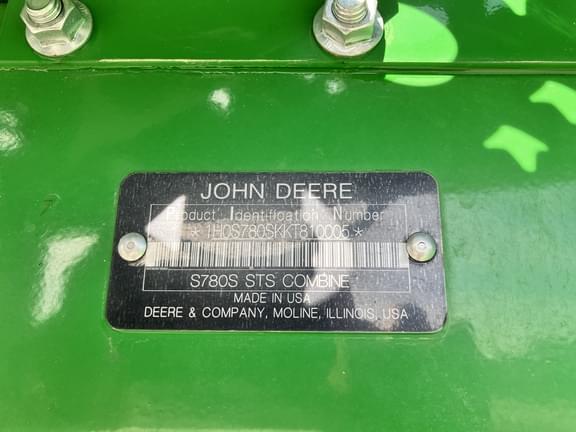 JOHN DEERE
Product Identification Number
*1H0S780SKKT810005*
S780S STS COMBINE
MADE IN USA
DEERE & COMPANY, MOLINE, ILLINOIS, USA